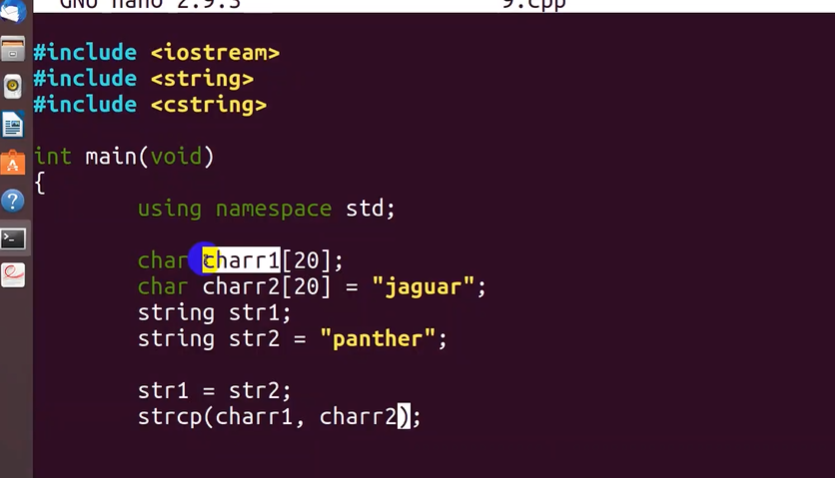 GNU nano 2.9.3 9.cpp
#include <iostream>
#include <string>
#include <cstring>
int main(void)
{
using namespace std;
char charr1[20];
char charr2[20] = "jaguar";
string str1;
string str2 = "panther";
str1 = str2;
strcp(charr1, charr2);